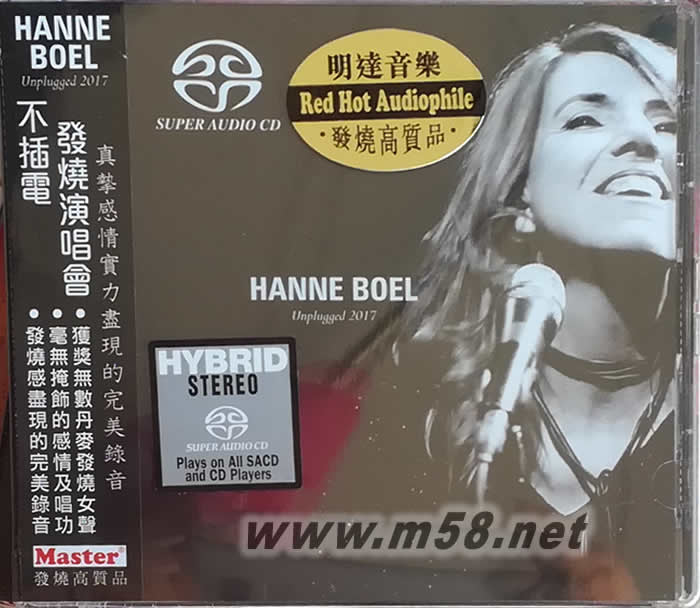 HANNE
BOEL
Unplugged 2017
不插電
發燒演唱會
真摯感情實力盡現的完美錄音
•獲獎無數丹麥發燒女聲
•毫無掩飾的感情及唱功
•發燒感盡現的完美錄音
Master®
發燒高質品
SUPER AUDIO CD
明達音樂
Red Hot Audiophile
·發燒高質品·
HANNE BOEL
Unplugged 2017
HYBRID
STEREO
SUPER AUDIO CD
Plays on All SACD
and CD Players
www.m58.net